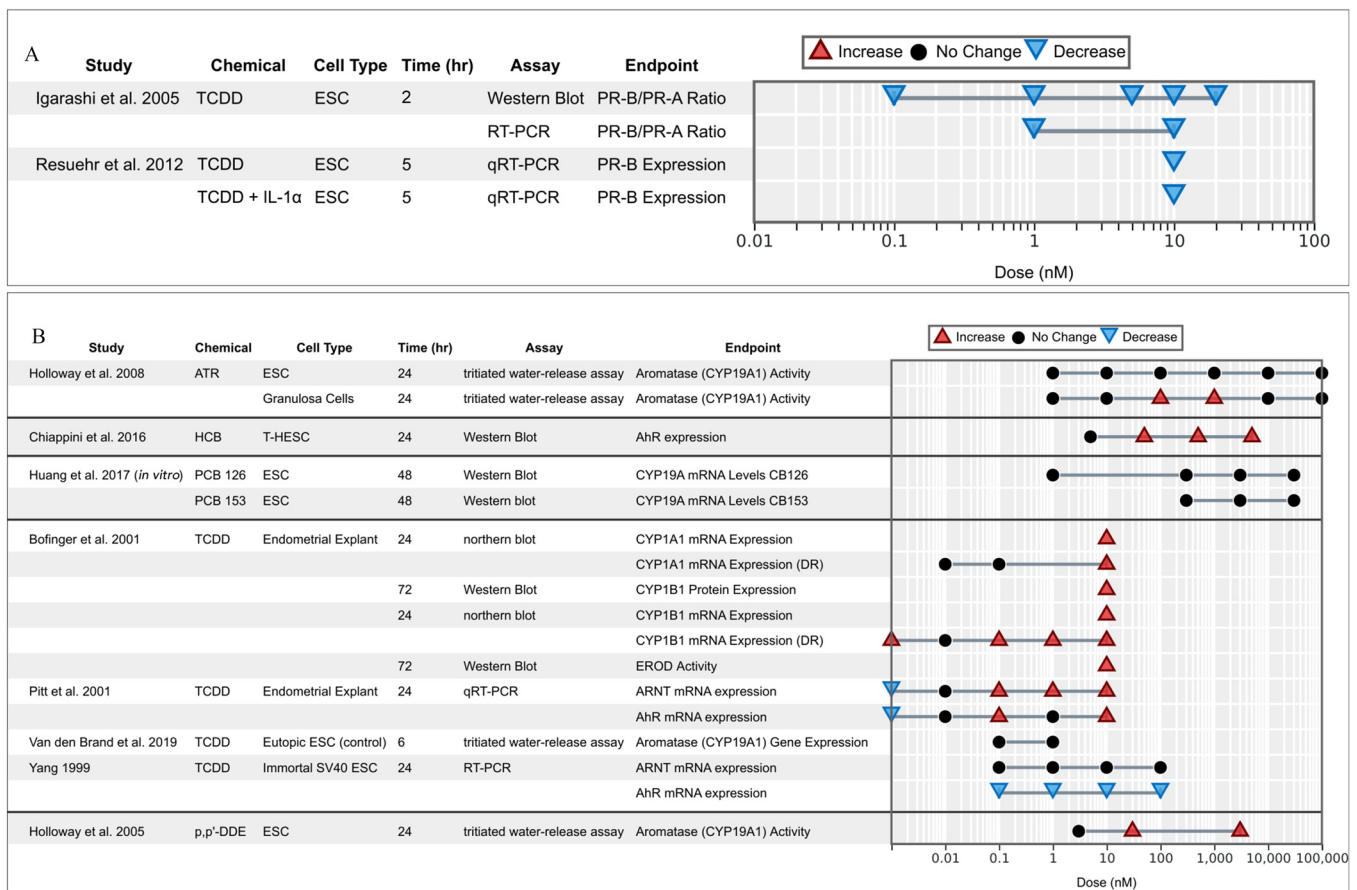 A
Increase No Change Decrease
Study Chemical Cell Type Time (hr) Assay Endpoint
Igarashi et al. 2005 TCDD ESC 2 Western Blot PR-B/PR-A Ratio
RT-PCR PR-B/PR-A Ratio
Resuehr et al. 2012 TCDD ESC 5 qRT-PCR PR-B Expression
TCDD + IL-1α ESC 5 qRT-PCR PR-B Expression
0.01 0.1 1 10 100
Dose (nM)
B
Increase No Change Decrease
Study Chemical Cell Type Time (hr) Assay Endpoint
Holloway et al. 2008 ATR ESC 24 tritiated water-release assay Aromatase (CYP19A1) Activity
Granulosa Cells 24 tritiated water-release assay Aromatase (CYP19A1) Activity
Chiappini et al. 2016 HCB T-HESC 24 Western Blot AhR expression
Huang et al. 2017 (in vitro) PCB 126 ESC 48 Western Blot CYP19A mRNA Levels CB126
PCB 153 ESC 48 Western blot CYP19A mRNA Levels CB153
Bofinger et al. 2001 TCDD Endometrial Explant 24 northern blot CYP1A1 mRNA Expression
CYP1A1 mRNA Expression (DR)
72 Western Blot CYP1B1 Protein Expression
24 northern blot CYP1B1 mRNA Expression
CYP1B1 mRNA Expression (DR)
72 Western Blot EROD Activity
Pitt et al. 2001 TCDD Endometrial Explant 24 qRT-PCR ARNT mRNA expression
AhR mRNA expression
Van den Brand et al. 2019 TCDD Eutopic ESC (control) 6 tritiated water-release assay Aromatase (CYP19A1) Gene Expression
Yang 1999 TCDD Immortal SV40 ESC 24 RT-PCR ARNT mRNA expression
AhR mRNA expression
Holloway et al. 2005 p,p'-DDE ESC 24 tritiated water-release assay Aromatase (CYP19A1) Activity
0.01 0.1 1 10 100 1,000 10,000 100,000
Dose (nM)